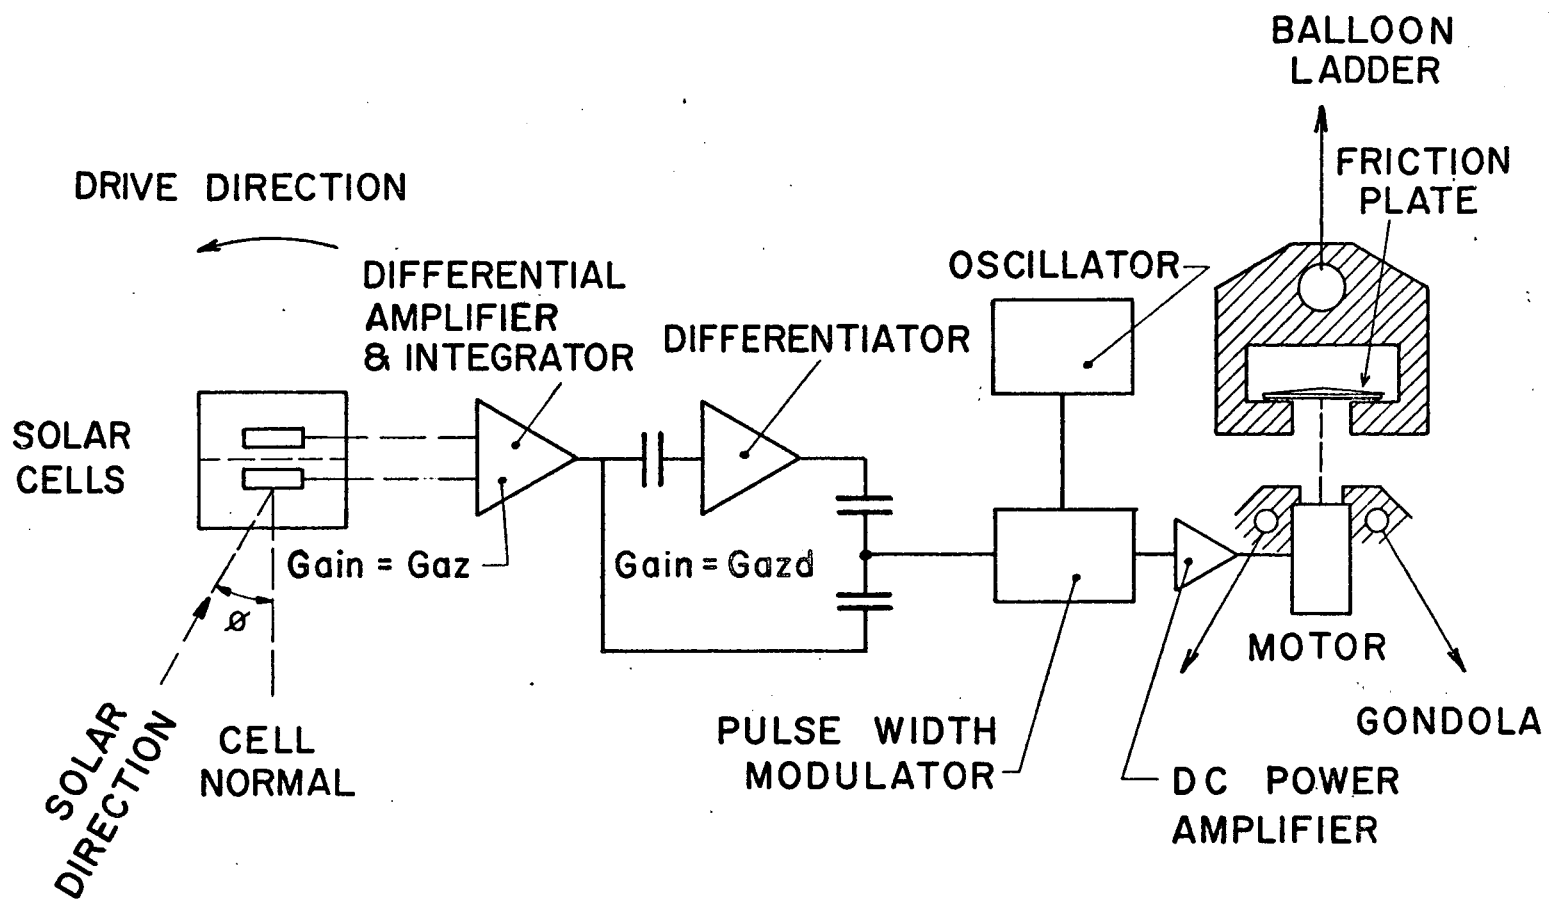 BALLOON
LADDER
FRICTION
PLATE
DRIVE DIRECTION
OSCILLATOR
DIFFERENTIAL
AMPLIFIER
& INTEGRATOR
DIFFERENTIATOR
SOLAR
CELLS
Gain = Gaz
Gain = Gazd
ø
MOTOR
SOLAR
DIRECTION
CELL
NORMAL
PULSE WIDTH
MODULATOR
GONDOLA
DC POWER
AMPLIFIER